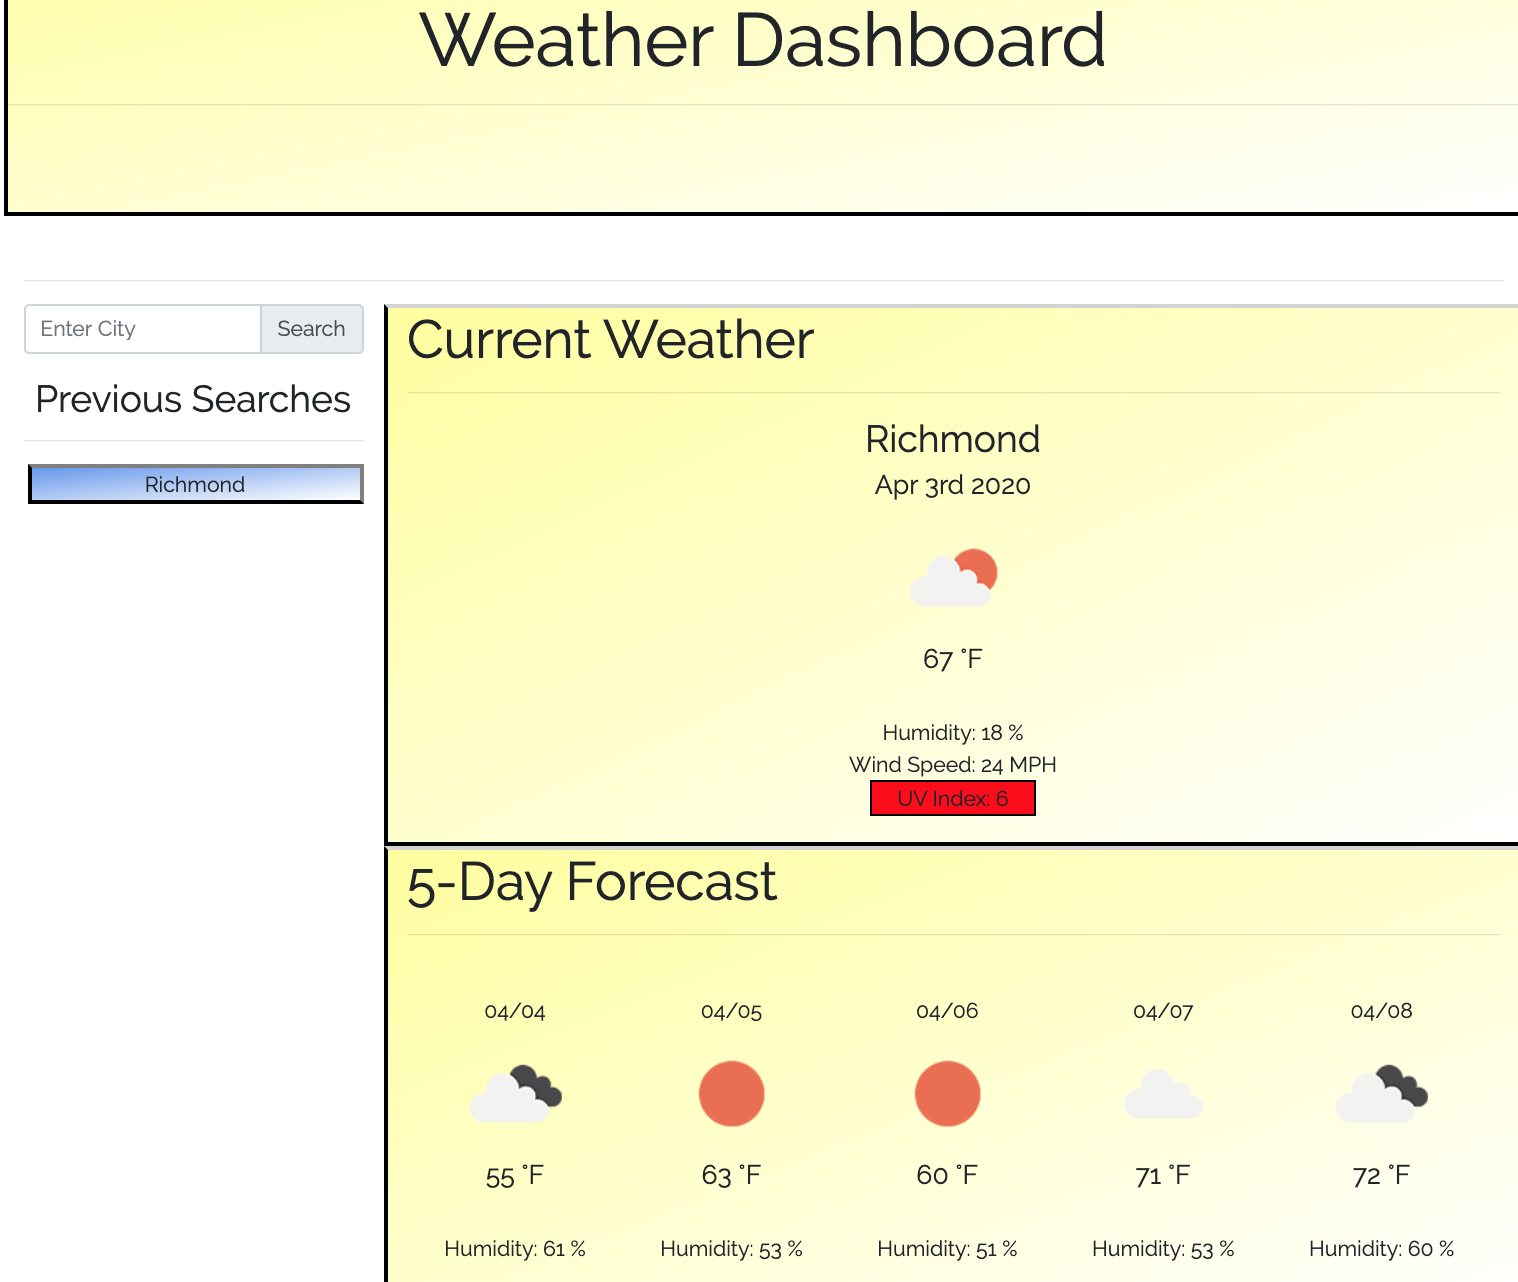 Weather Dashboard
Enter City
Search
Previous Searches
Richmond
Current Weather
Richmond
Apr 3rd 2020
67 °F
Humidity: 18 %
Wind Speed: 24 MPH
UV Index: 6
5-Day Forecast
04/04 04/05 04/06 04/07 04/08
55 °F 63 °F 60 °F 71 °F 72 °F
Humidity: 61 % Humidity: 53 % Humidity: 51 % Humidity: 53 % Humidity: 60 %